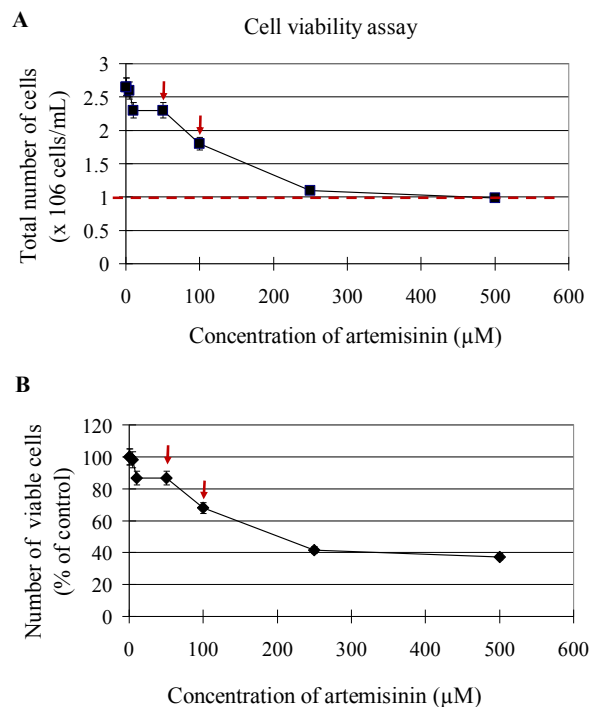 A
Cell viability assay
Total number of cells
(x 106 cells/mL)
3
2.5
2
1.5
1
0.5
0
0 100 200 300 400 500 600
Concentration of artemisinin (µM)
B
Number of viable cells
(% of control)
120
100
80
60
40
20
0
0 100 200 300 400 500 600
Concentration of artemisinin (µM)